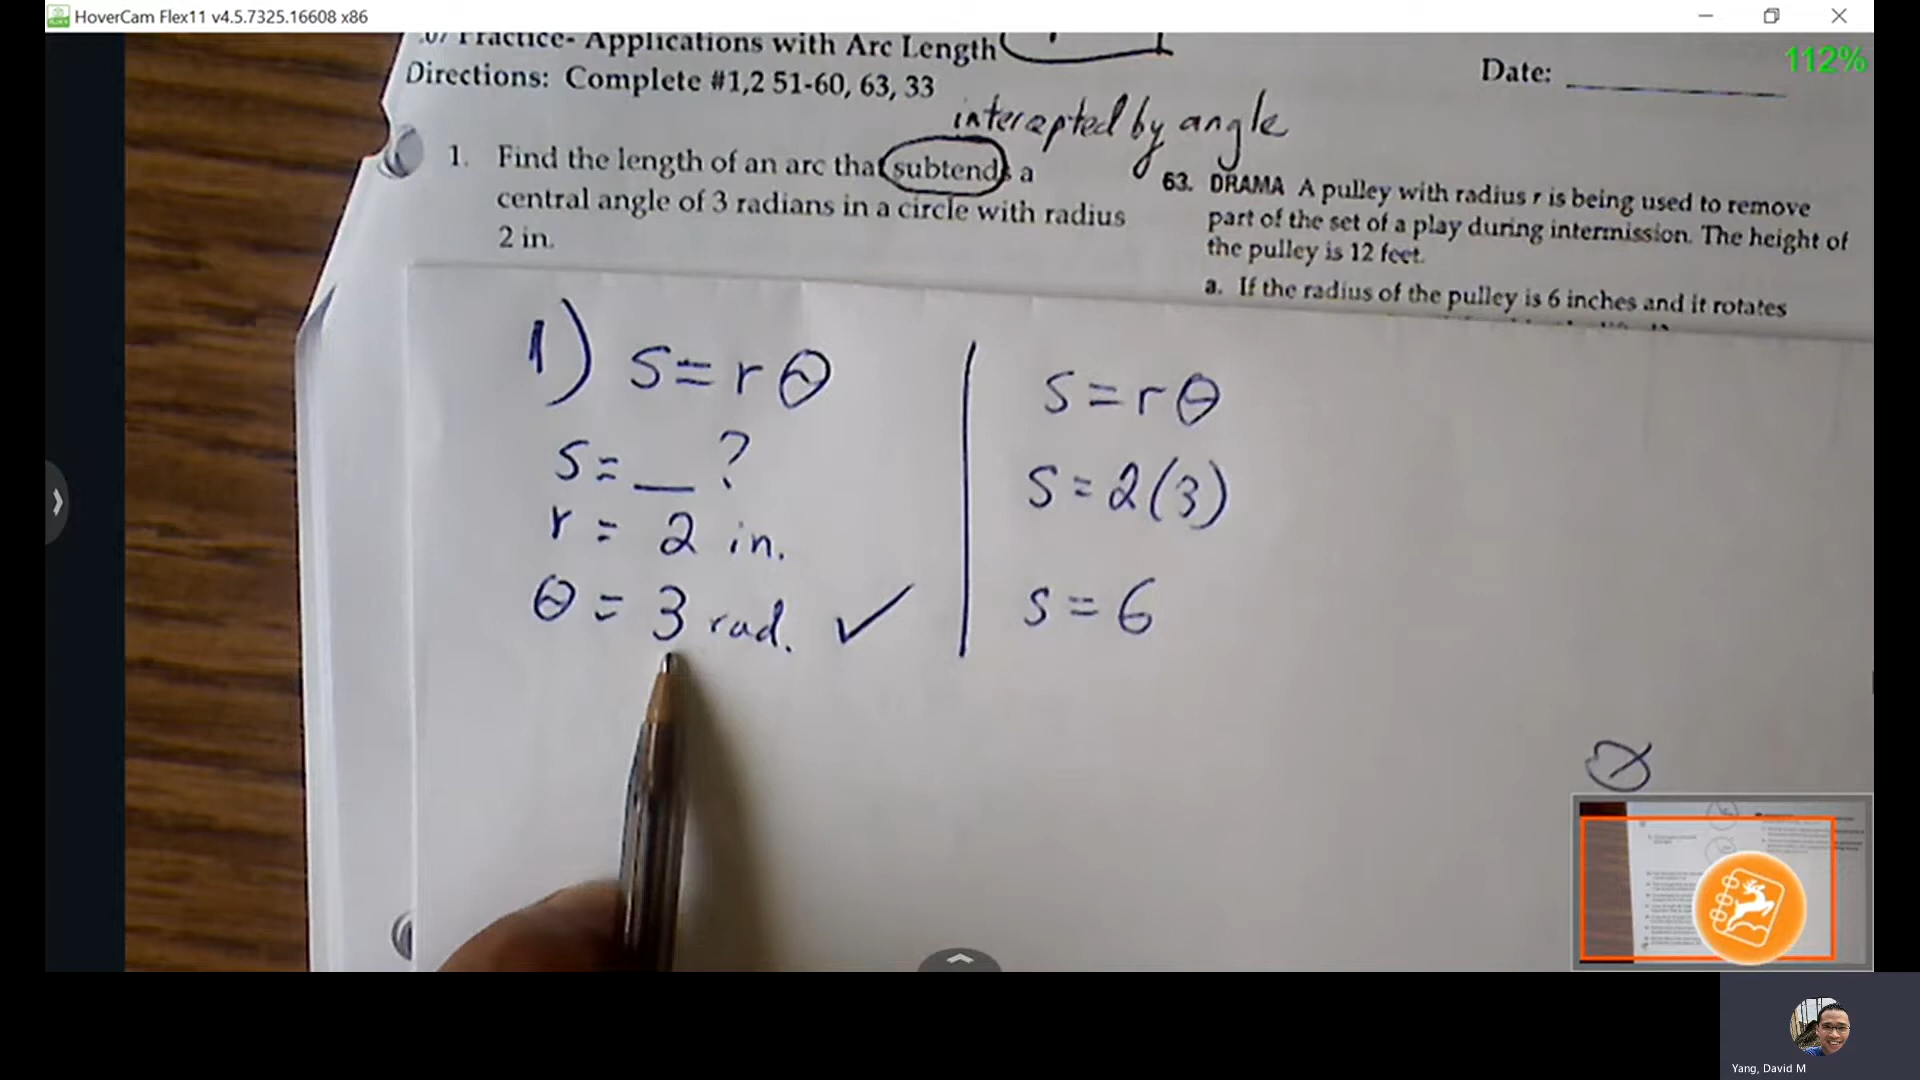 HoverCam Flex11 v4.5.7325.16608 x86
112%
.07 Practice- Applications with Arc Length
Date:
Directions: Complete #1,2 51-60, 63, 33
intercepted by angle
1. Find the length of an arc that subtends a
central angle of 3 radians in a circle with radius
2 in.
63. DRAMA A pulley with radius r is being used to remove
part of the set of a play during intermission. The height of
the pulley is 12 feet.
a. If the radius of the pulley is 6 inches and it rotates
1) s = r θ
s = __ ?
r = 2 in.
θ = 3 rad. ✓
s = r θ
s = 2(3)
s = 6
Yang, David M